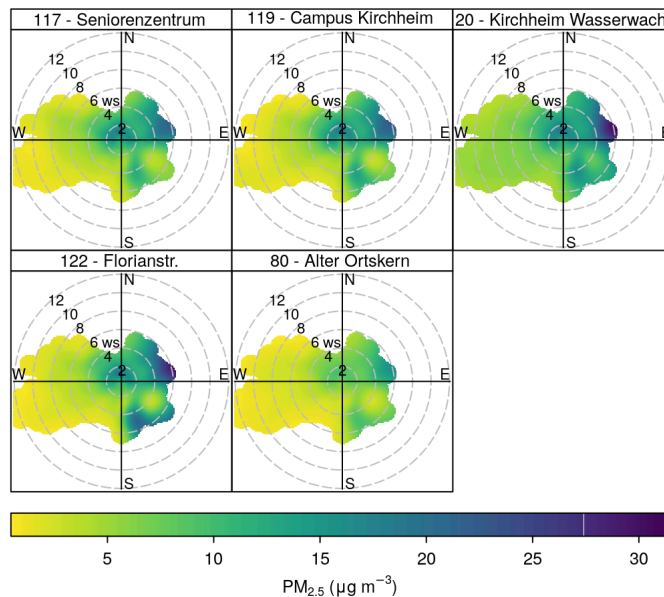 117 - Seniorenzentrum
119 - Campus Kirchheim
20 - Kirchheim Wasserwach
12
10
8
6 ws
4
2
W
N
E
S
12
10
8
6 ws
4
2
W
N
E
S
12
10
8
6 ws
4
2
W
N
E
S
122 - Florianstr.
80 - Alter Ortskern
12
10
8
6 ws
4
2
W
N
E
S
12
10
8
6 ws
4
2
W
N
E
S
5 10 15 20 25 30
PM2.5 (μg m−3)